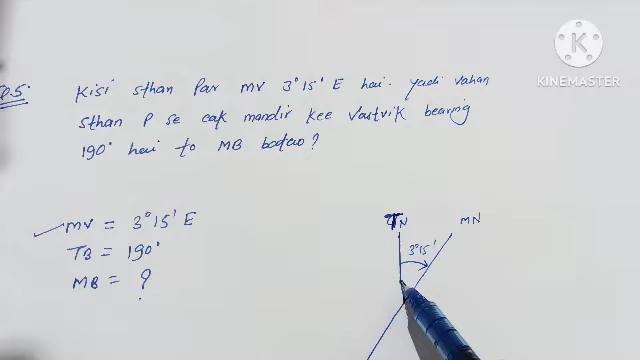 Q.5:
Kisi sthan par MV 3°15' E hai. yadi vahan
sthan P se eak mandir kee vastvik bearing
190° hai to MB batao?
MV = 3°15' E
TB = 190°
MB = ?
TN
MN
3°15'
K
KINEMASTER